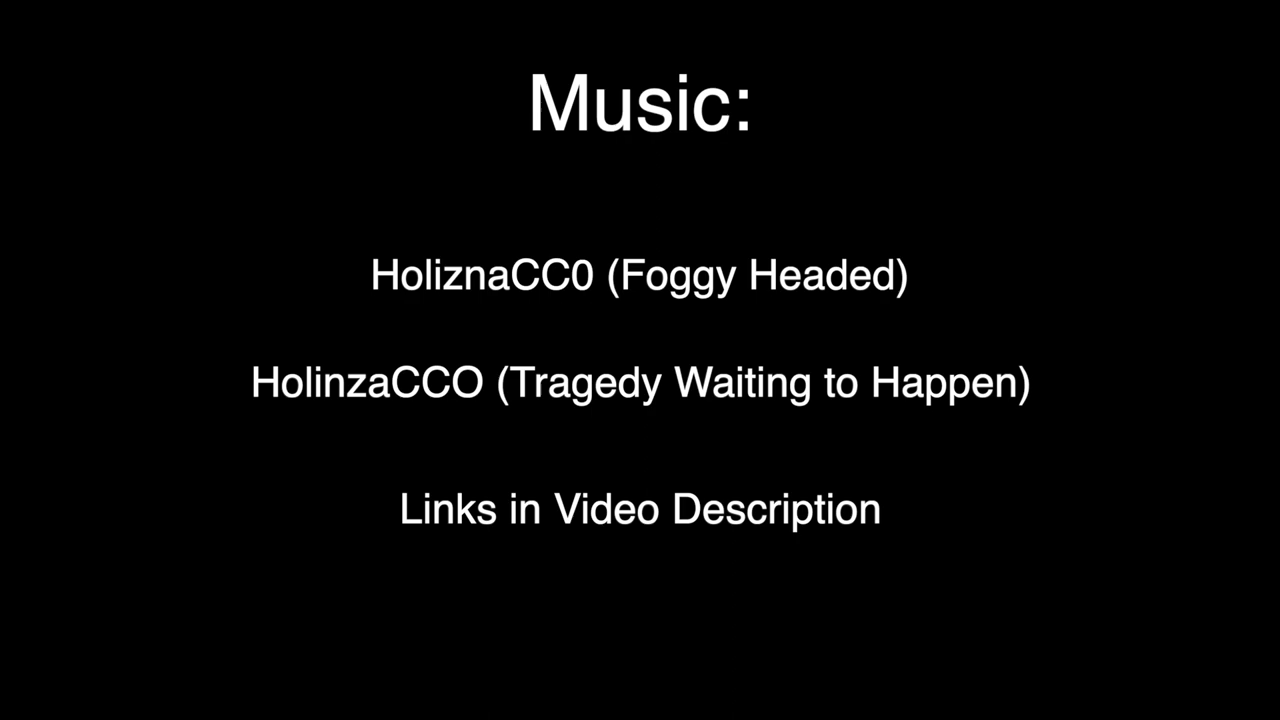 Music:
HoliznaCC0 (Foggy Headed)
HolinzaCCO (Tragedy Waiting to Happen)
Links in Video Description